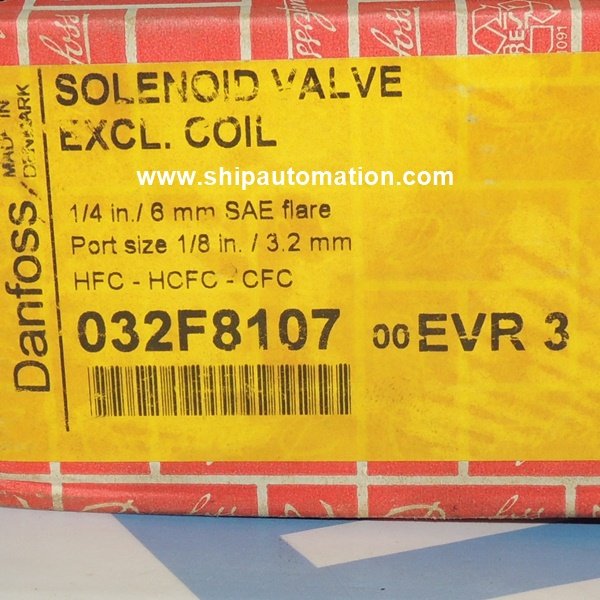 SOLENOID VALVE
EXCL. COIL
www.shipautomation.com
1/4 in./ 6 mm SAE flare
Port size 1/8 in. / 3.2 mm
HFC - HCFC - CFC
032F8107 00 EVR 3
Danfoss
MADE IN
DENMARK